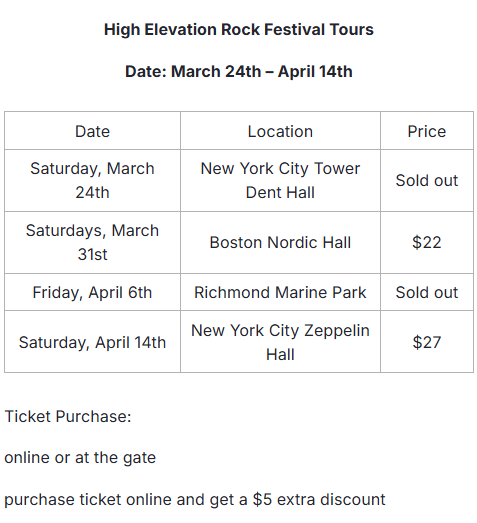 High Elevation Rock Festival Tours
Date: March 24th – April 14th
Date Location Price
Saturday, March
24th
New York City Tower
Dent Hall
Sold out
Saturdays, March
31st
Boston Nordic Hall
$22
Friday, April 6th
Richmond Marine Park
Sold out
Saturday, April 14th
New York City Zeppelin
Hall
$27
Ticket Purchase:
online or at the gate
purchase ticket online and get a $5 extra discount